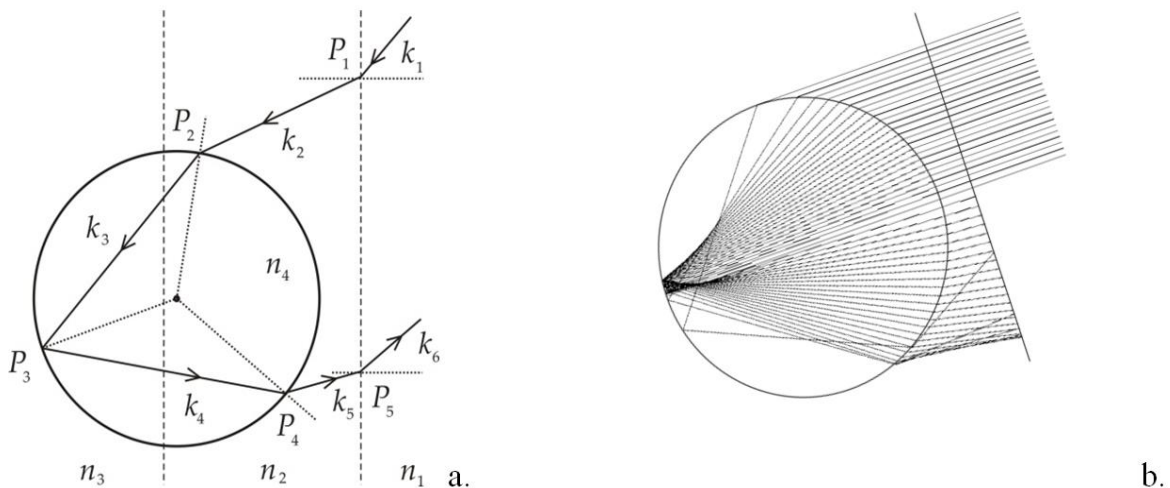 P₁
k₁
P₂
k₂
k₃
n₄
P₃
k₄
P₄
k₅
P₅
k₆
n₃ n₂ n₁ a. b.